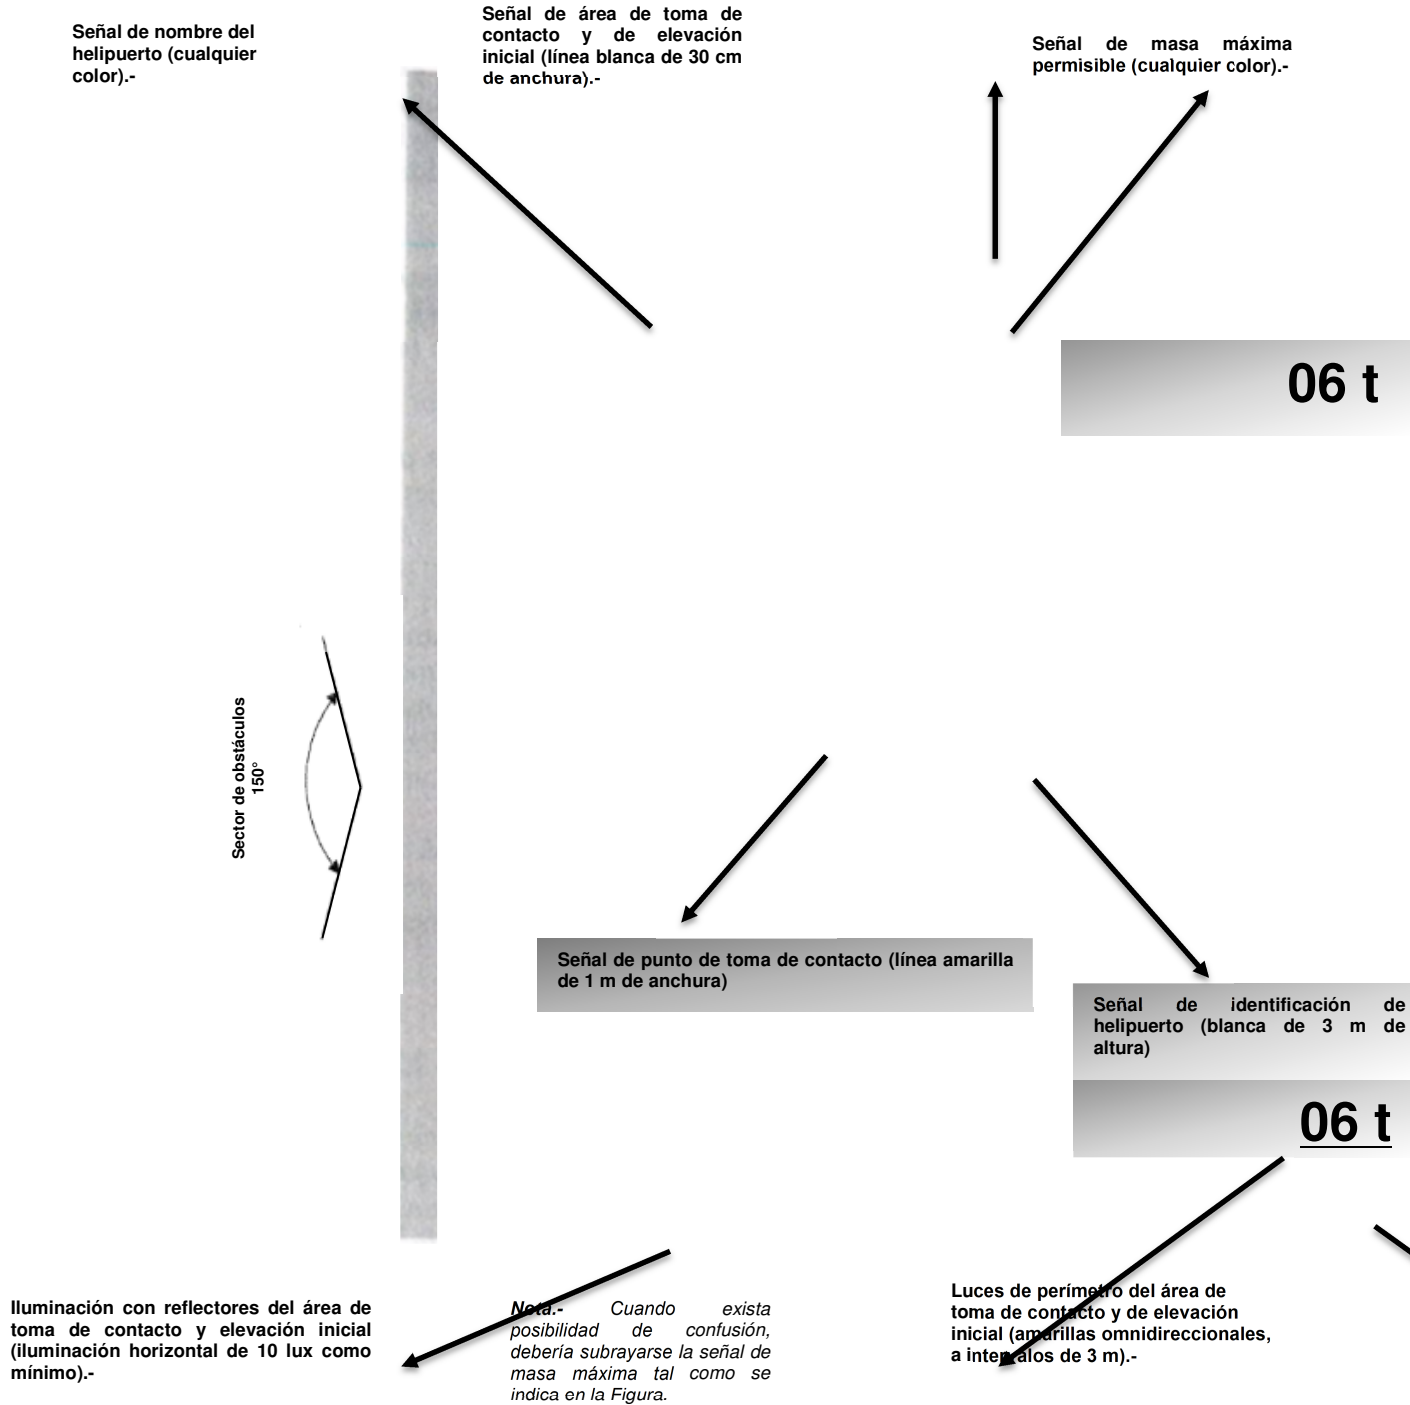 Señal de nombre del
helipuerto (cualquier
color).-
Señal de área de toma de
contacto y de elevación
inicial (línea blanca de 30 cm
de anchura).-
Señal de masa máxima
permisible (cualquier color).-
06 t
Sector de obstáculos
150°
Señal de punto de toma de contacto (línea amarilla
de 1 m de anchura)
Señal de identificación de
helipuerto (blanca de 3 m de
altura)
06 t
Iluminación con reflectores del área de
toma de contacto y elevación inicial
(iluminación horizontal de 10 lux como
mínimo).-
Nota.- Cuando exista
posibilidad de confusión,
debería subrayarse la señal de
masa máxima tal como se
indica en la Figura.
Luces de perímetro del área de
toma de contacto y de elevación
inicial (amarillas omnidireccionales,
a intervalos de 3 m).-